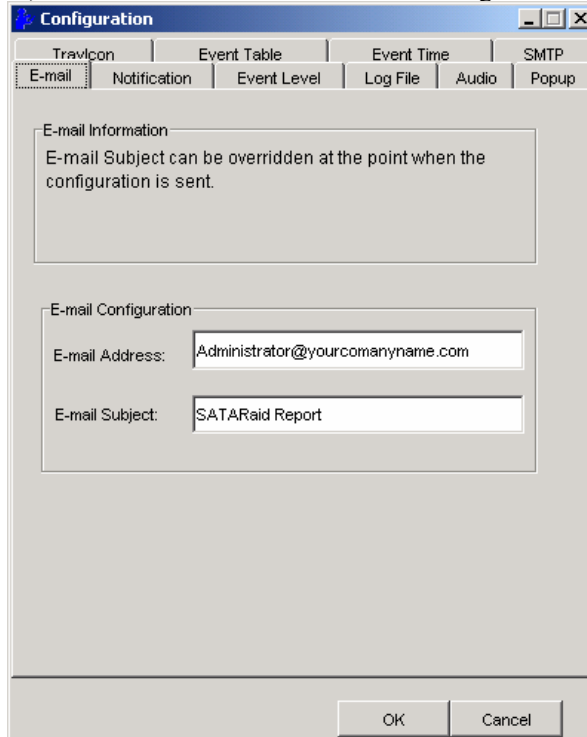 Configuration
TravIcon Event Table Event Time SMTP
E-mail Notification Event Level Log File Audio Popup
E-mail Information
E-mail Subject can be overridden at the point when the
configuration is sent.
E-mail Configuration
E-mail Address: Administrator@yourcomanyname.com
E-mail Subject: SATARaid Report
OK Cancel